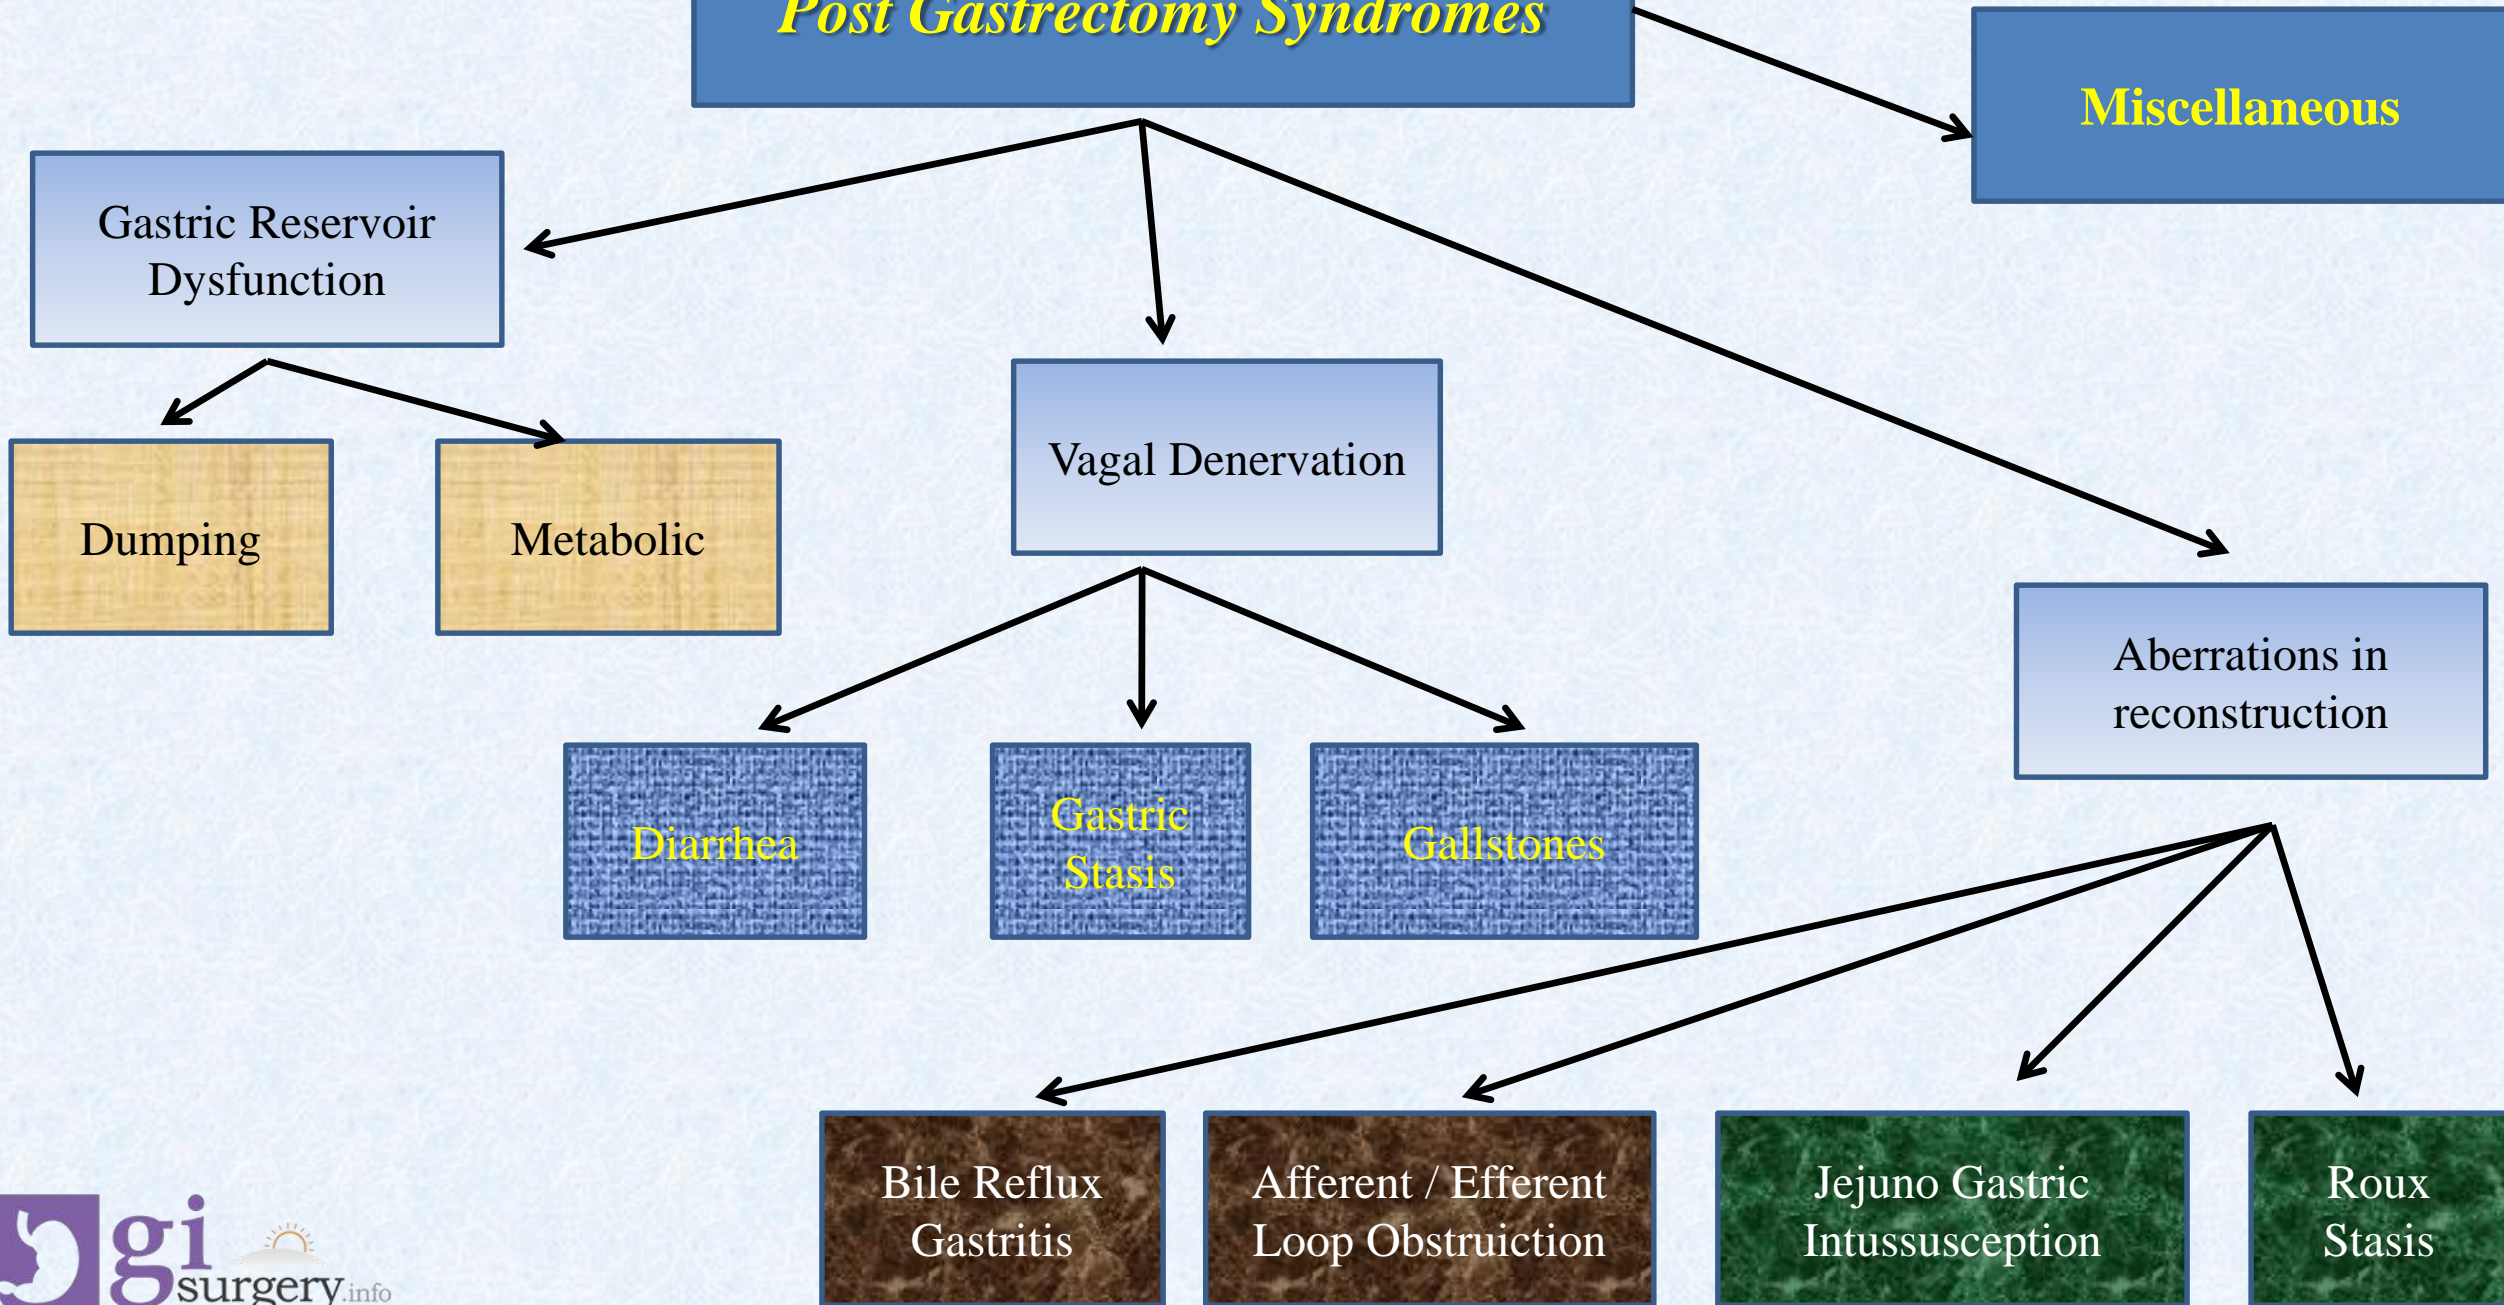 Post Gastrectomy Syndromes
Miscellaneous
Gastric Reservoir
Dysfunction
Vagal Denervation
Dumping
Metabolic
Aberrations in
reconstruction
Diarrhea
Gastric
Stasis
Gallstones
Bile Reflux
Gastritis
Afferent / Efferent
Loop Obstruiction
Jejuno Gastric
Intussusception
Roux
Stasis
gi
surgery.info